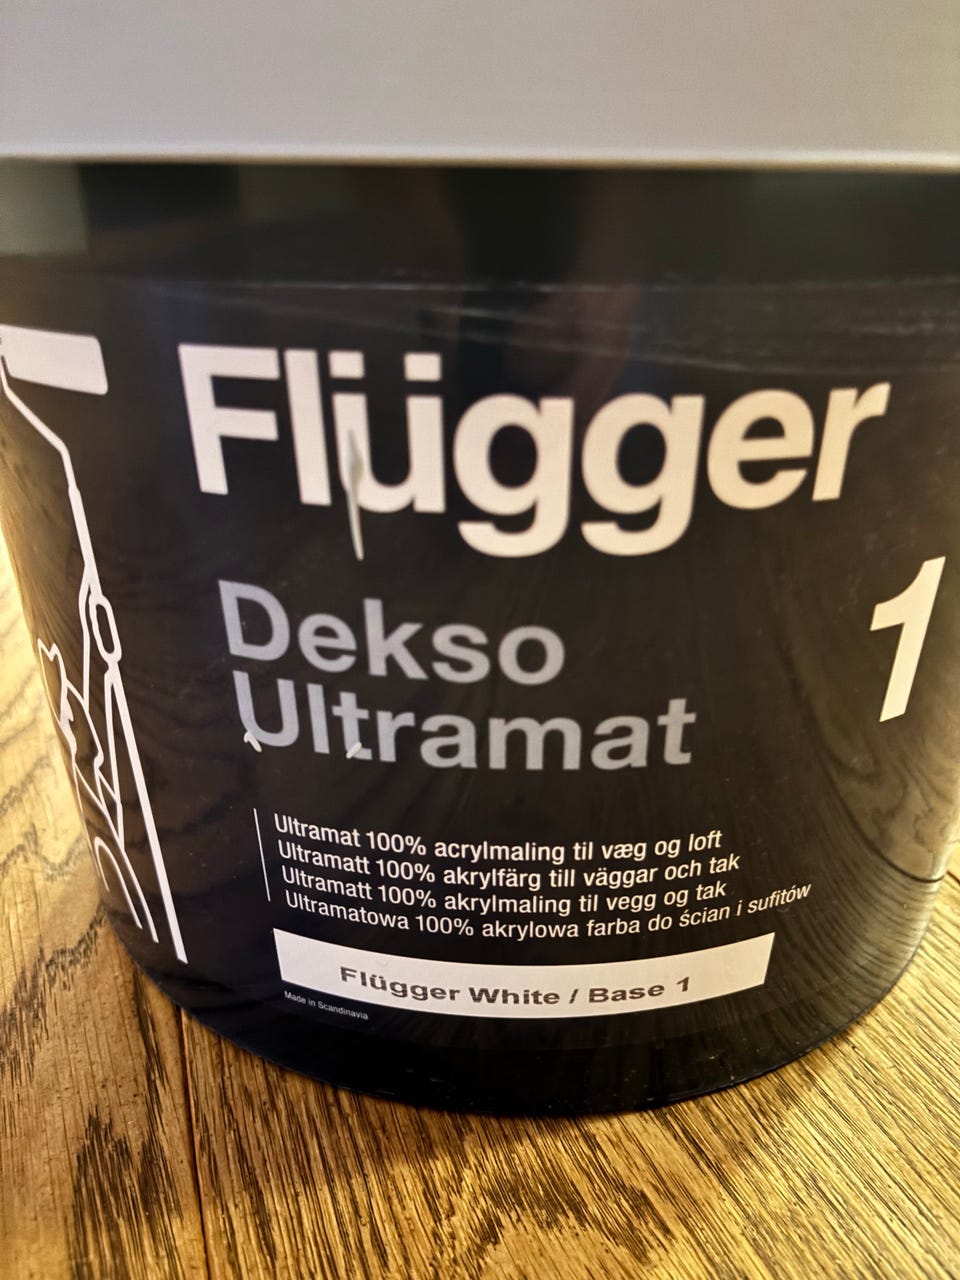 Flügger
Dekso
Ultramat
1
Ultramat 100% acrylmaling til væg og loft
Ultramatt 100% akrylfärg till väggar och tak
Ultramatt 100% akrylmaling til vegg og tak
Ultramatowa 100% akrylowa farba do ścian i sufitów
Flügger White / Base 1
Made in Scandinavia